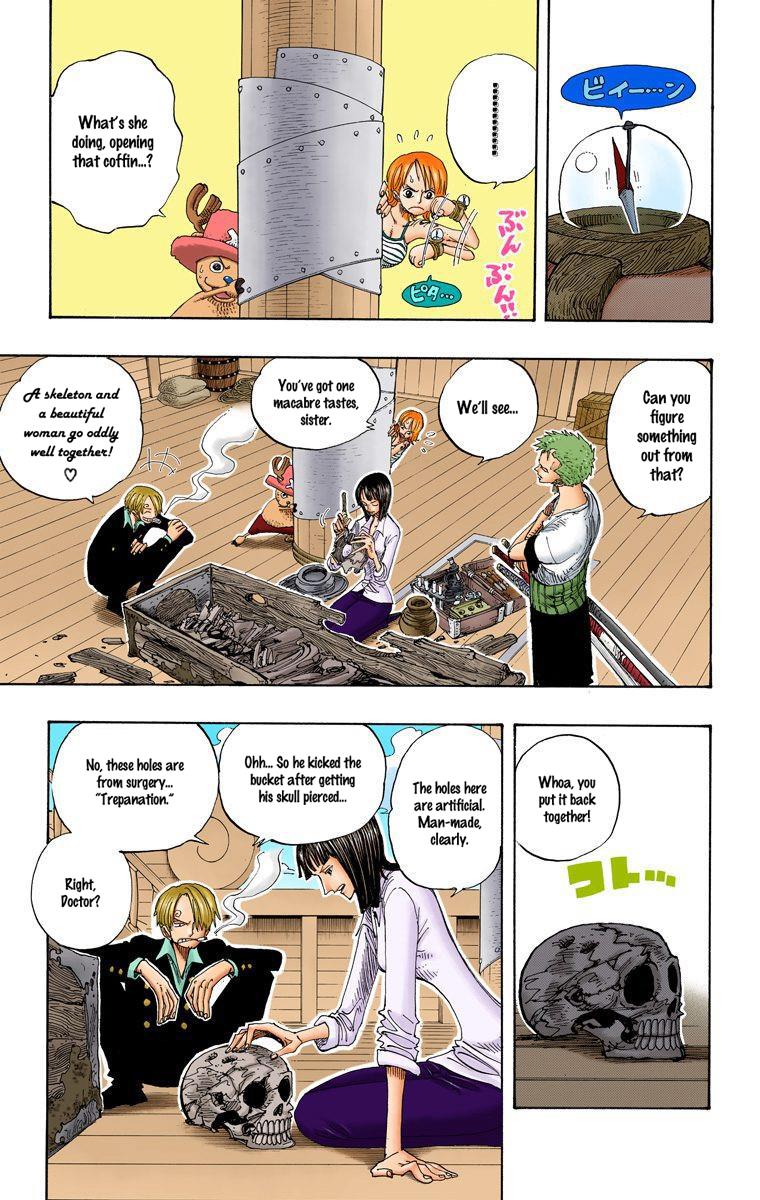 ビィー…ン
…………
ぶん
ぶん!!
ピタ…
What's she
doing, opening
that coffin...?
Can you
figure
something
out from
that?
We'll see...
You've got one
macabre tastes,
sister.
A skeleton and
a beautiful
woman go oddly
well together!
♡
Whoa, you
put it back
together!
コト…
The holes here
are artificial.
Man-made,
clearly.
Ohh... So he kicked the
bucket after getting
his skull pierced...
No, these holes are
from surgery...
"Trepanation."
Right,
Doctor?